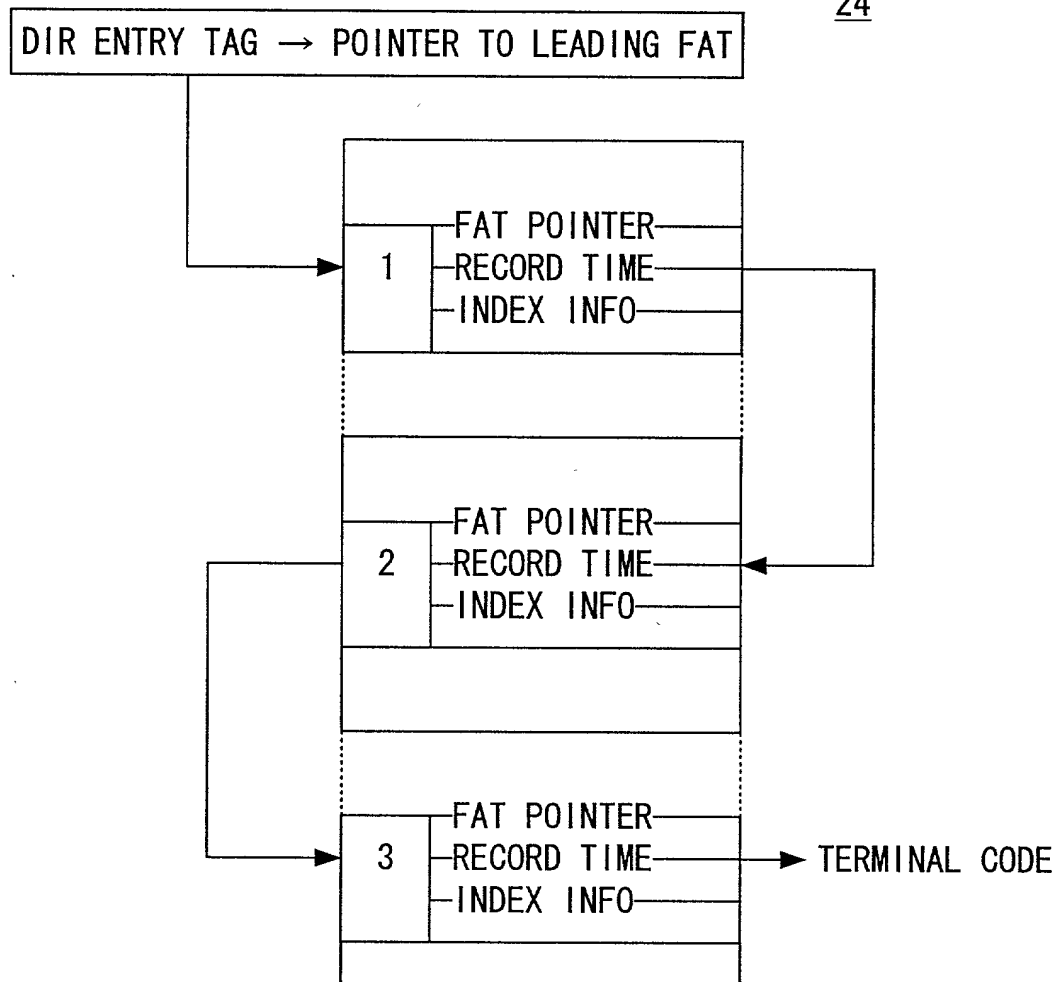 24
DIR ENTRY TAG → POINTER TO LEADING FAT
FAT POINTER
1
RECORD TIME
INDEX INFO
FAT POINTER
2
RECORD TIME
INDEX INFO
FAT POINTER
3
RECORD TIME
TERMINAL CODE
INDEX INFO